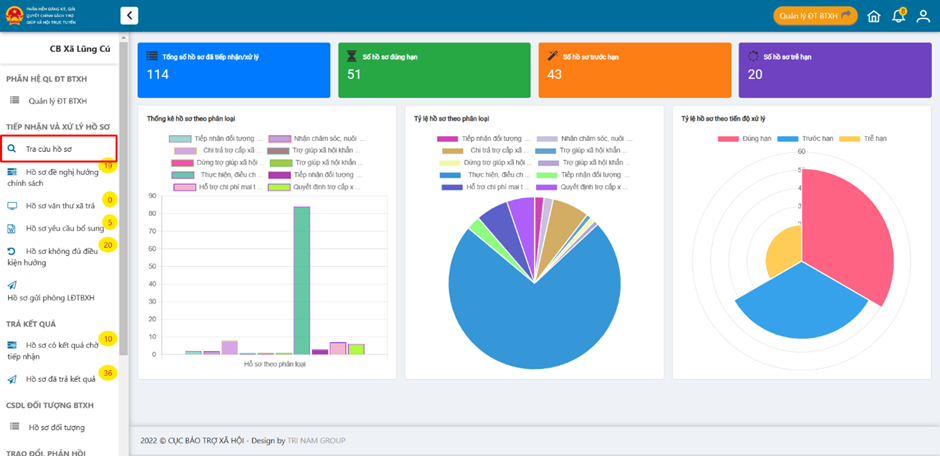 PHẦN MỀM ĐĂNG KÝ, GIẢI
QUYẾT CHÍNH SÁCH TRỢ
GIÚP XÃ HỘI TRỰC TUYẾN
Quản lý ĐT BTXH
8
CB Xã Lũng Cú
PHÂN HỆ QL ĐT BTXH
Quản lý ĐT BTXH
TIẾP NHẬN VÀ XỬ LÝ HỒ SƠ
Tra cứu hồ sơ
19
Hồ sơ đề nghị hưởng
chính sách
0
Hồ sơ văn thư xã trả
5
Hồ sơ yêu cầu bổ sung
20
Hồ sơ không đủ điều
kiện hưởng
Hồ sơ gửi phòng LĐTBXH
TRẢ KẾT QUẢ
10
Hồ sơ có kết quả chờ
tiếp nhận
36
Hồ sơ đã trả kết quả
CSDL ĐỐI TƯỢNG BTXH
Hồ sơ đối tượng
TRAO ĐỔI, PHẢN HỒI
Tổng số hồ sơ đã tiếp nhận/xử lý
114
Số hồ sơ đúng hạn
51
Số hồ sơ trước hạn
43
Số hồ sơ trễ hạn
20
Thống kê hồ sơ theo phân loại
Tiếp nhận đối tượng ... Nhận chăm sóc, nuôi ...
Chi trả trợ cấp xã ... Trợ giúp xã hội khẩn ...
Dừng trợ giúp xã hội ... Trợ giúp xã hội khẩn ...
Thực hiện, điều ch ... Tiếp nhận đối tượng ...
Hỗ trợ chi phí mai t ... Quyết định trợ cấp x ...
90
80
70
60
50
40
30
20
10
0
Hồ sơ theo phân loại
Tỷ lệ hồ sơ theo phân loại
Tiếp nhận đối tượng ... Nhận chăm sóc, nuôi ...
Chi trả trợ cấp xã ... Trợ giúp xã hội khẩn ...
Dừng trợ giúp xã hội ... Trợ giúp xã hội khẩn ...
Thực hiện, điều ch ... Tiếp nhận đối tượng ...
Hỗ trợ chi phí mai t ... Quyết định trợ cấp x ...
Tỷ lệ hồ sơ theo tiến độ xử lý
Đúng hạn Trước hạn Trễ hạn
60
2022 © CỤC BẢO TRỢ XÃ HỘI - Design by TRI NAM GROUP